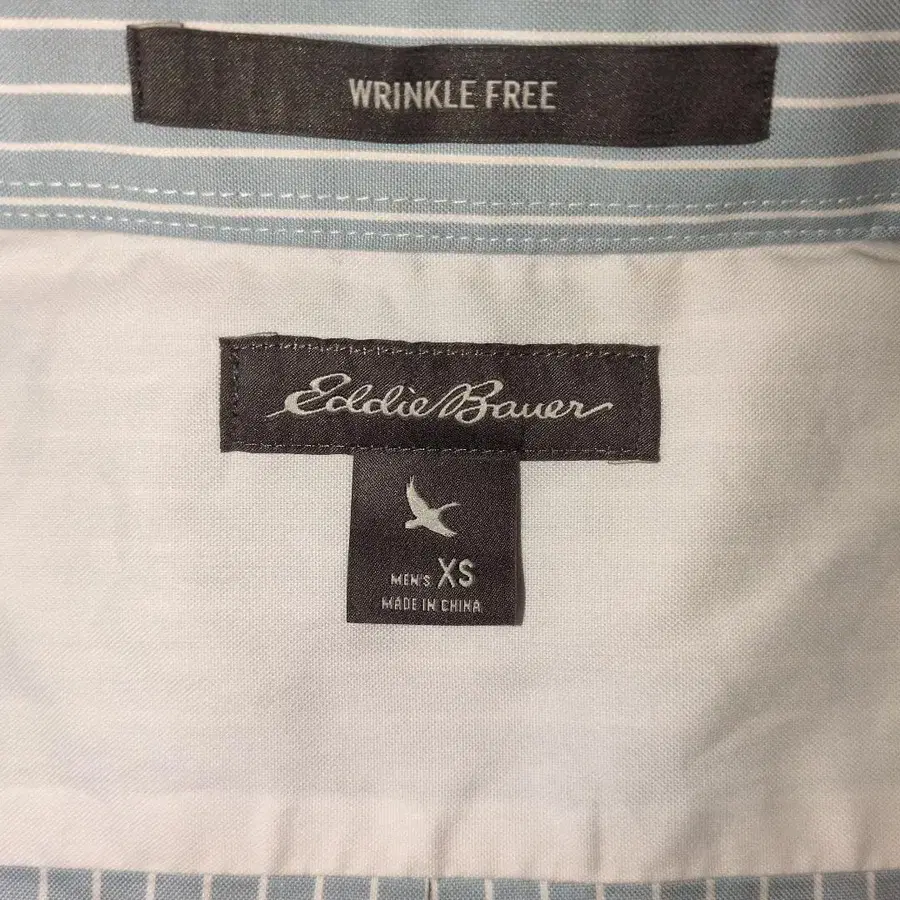 WRINKLE FREE
Eddie Bauer
MEN'S XS
MADE IN CHINA